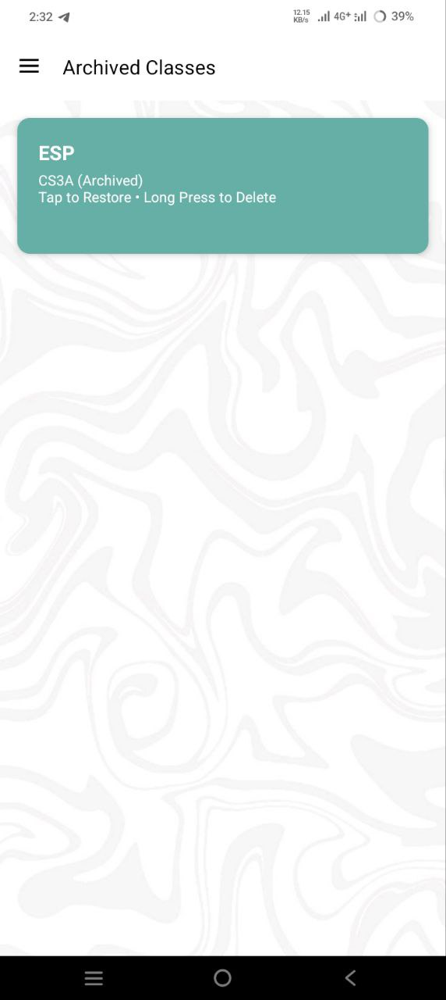 2:32
12.15
KB/s
4G+
39%
Archived Classes
ESP
CS3A (Archived)
Tap to Restore • Long Press to Delete